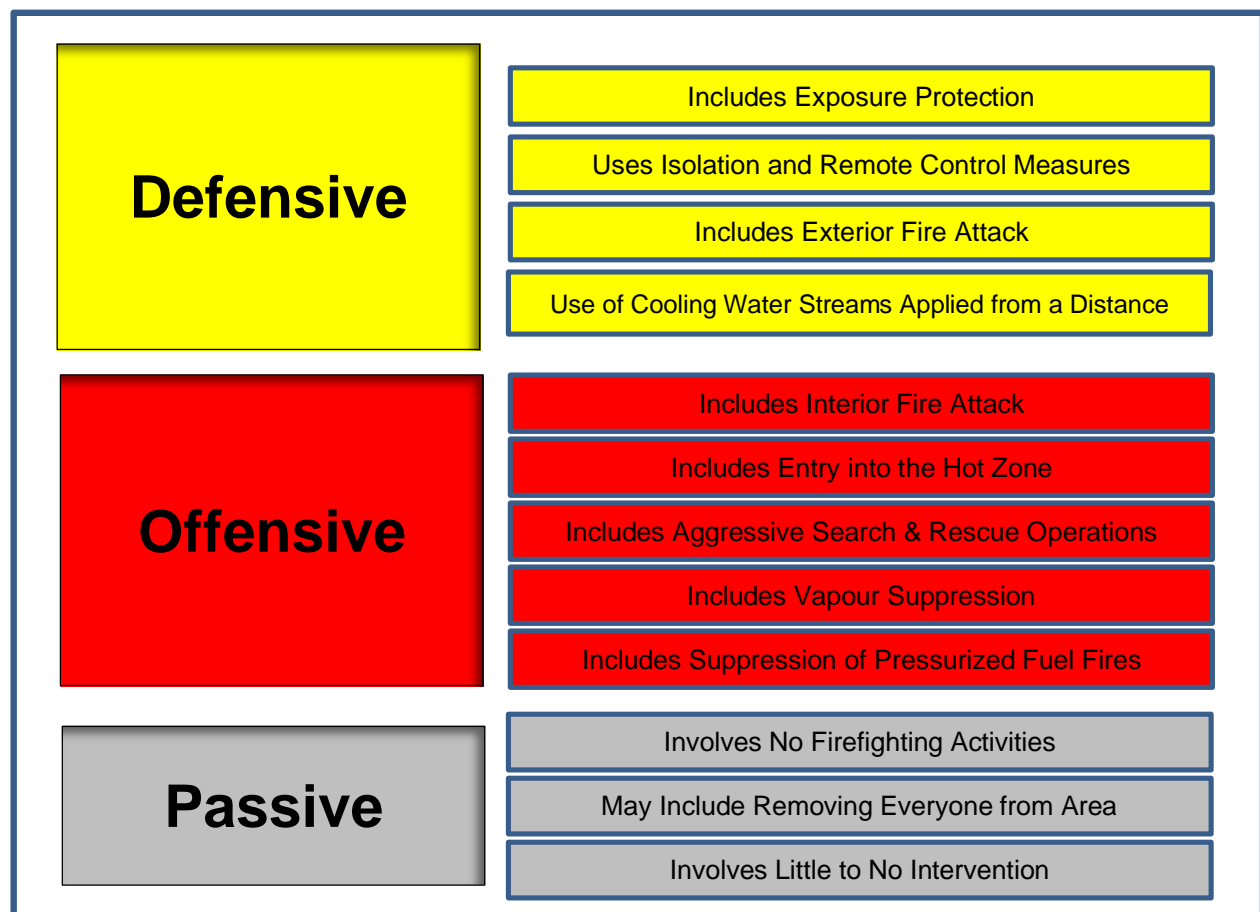 Defensive
Includes Exposure Protection
Uses Isolation and Remote Control Measures
Includes Exterior Fire Attack
Use of Cooling Water Streams Applied from a Distance
Offensive
Includes Interior Fire Attack
Includes Entry into the Hot Zone
Includes Aggressive Search & Rescue Operations
Includes Vapour Suppression
Includes Suppression of Pressurized Fuel Fires
Passive
Involves No Firefighting Activities
May Include Removing Everyone from Area
Involves Little to No Intervention